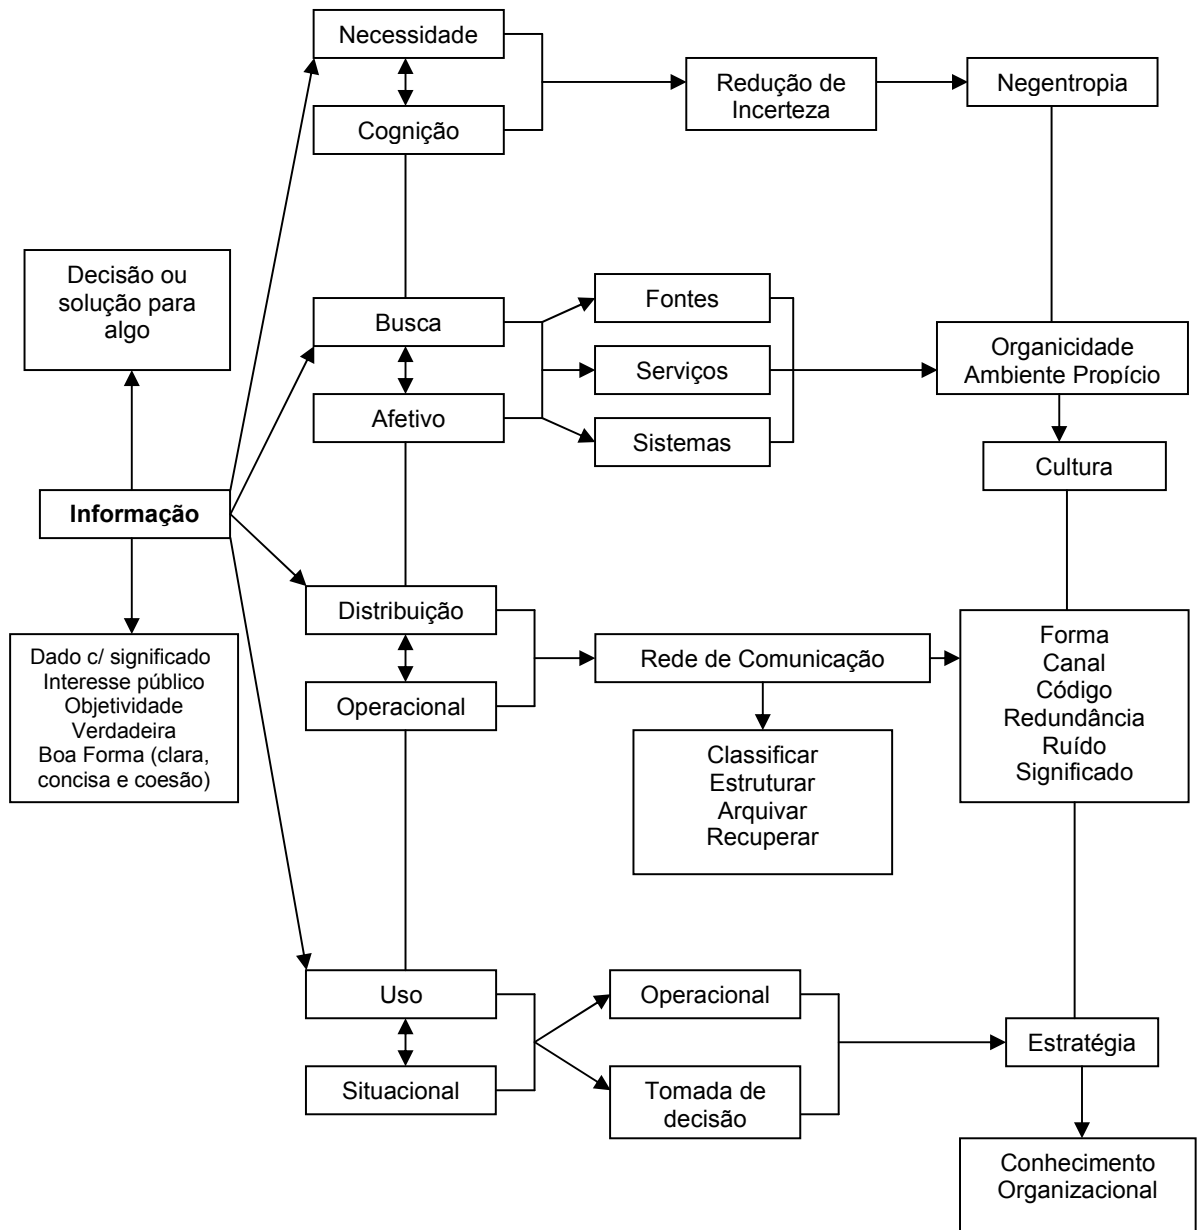 Necessidade
Cognição
Redução de
Incerteza
Negentropia
Decisão ou
solução para
algo
Busca
Afetivo
Fontes
Serviços
Sistemas
Organicidade
Ambiente Propício
Cultura
Informação
Dado c/ significado
Interesse público
Objetividade
Verdadeira
Boa Forma (clara,
concisa e coesão)
Distribuição
Operacional
Rede de Comunicação
Classificar
Estruturar
Arquivar
Recuperar
Forma
Canal
Código
Redundância
Ruído
Significado
Uso
Situacional
Operacional
Tomada de
decisão
Estratégia
Conhecimento
Organizacional